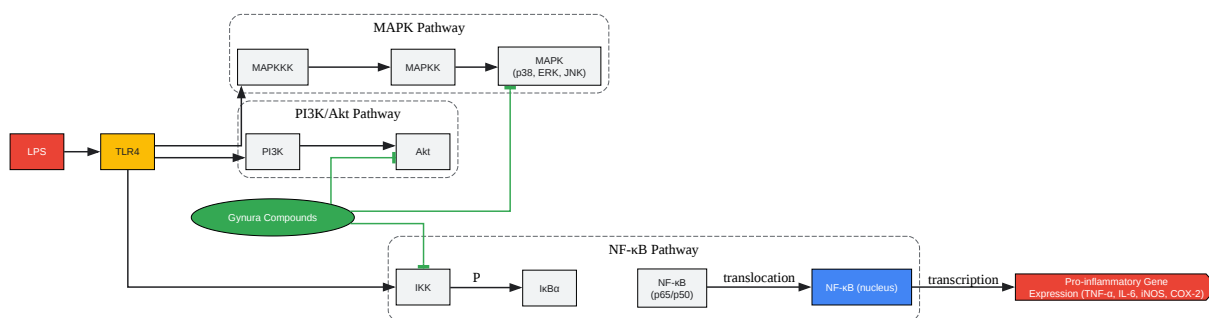 MAPK Pathway
MAPKKK
MAPKK
MAPK
(p38, ERK, JNK)
PI3K/Akt Pathway
LPS
TLR4
PI3K
Akt
Gynura Compounds
NF-κB Pathway
IKK
P
IκBα
NF-κB
(p65/p50)
translocation
NF-κB (nucleus)
transcription
Pro-inflammatory Gene
Expression (TNF-α, IL-6, iNOS, COX-2)